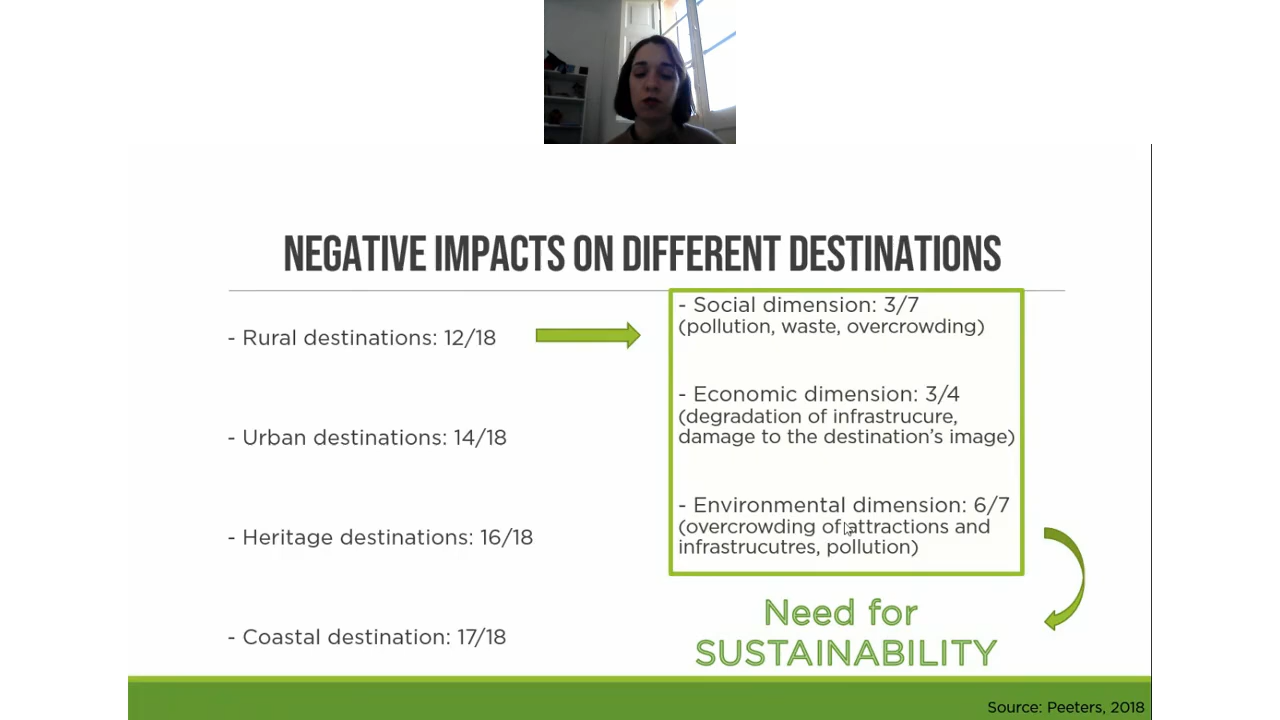 NEGATIVE IMPACTS ON DIFFERENT DESTINATIONS
- Rural destinations: 12/18
- Urban destinations: 14/18
- Heritage destinations: 16/18
- Coastal destination: 17/18
- Social dimension: 3/7
(pollution, waste, overcrowding)
- Economic dimension: 3/4
(degradation of infrastrucure,
damage to the destination's image)
- Environmental dimension: 6/7
(overcrowding of attractions and
infrastrucutres, pollution)
Need for
SUSTAINABILITY
Source: Peeters, 2018